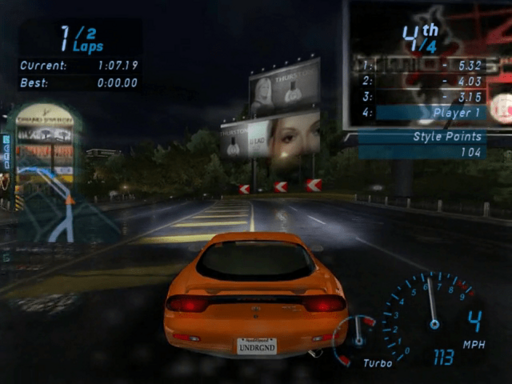 1/2
Laps
Current: 1:07.19
Best: 0:00.00
4th
/4
1: - 5.32
2: - 4.03
3: - 3.15
4: Player 1
Style Points
104
UNDRGND
4
MPH
113
Turbo